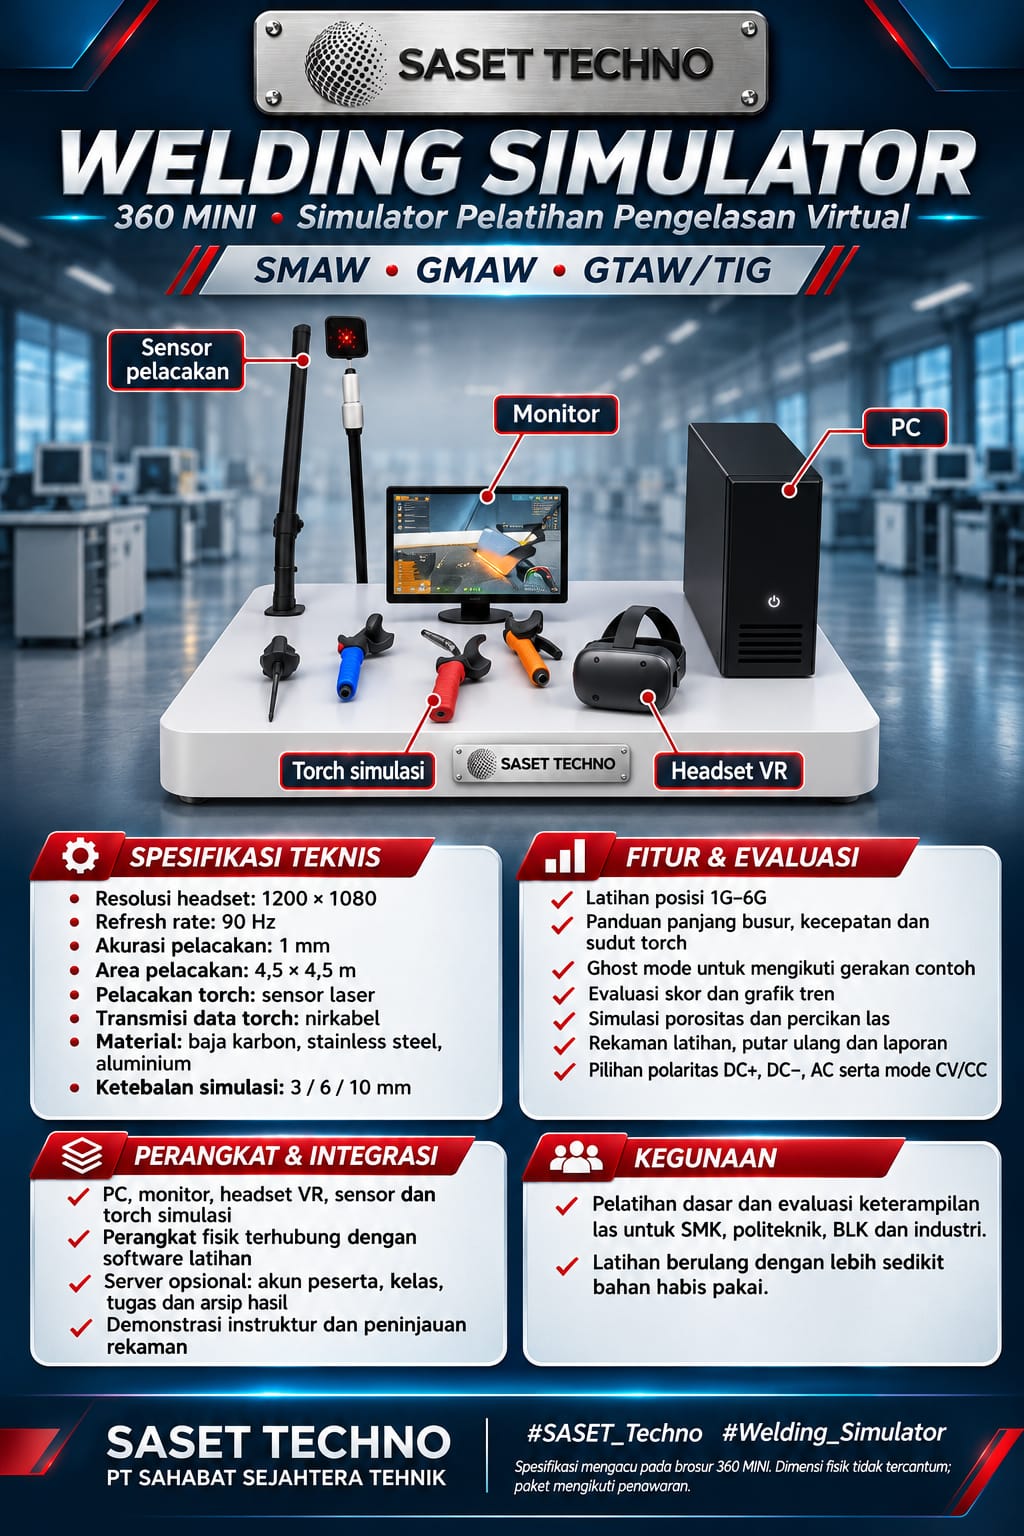 SASET TECHNO
WELDING SIMULATOR
360 MINI • Simulator Pelatihan Pengelasan Virtual
SMAW • GMAW • GTAW/TIG
Sensor
pelacakan
Monitor
PC
Torch simulasi
SASET TECHNO
Headset VR
SPESIFIKASI TEKNIS
• Resolusi headset: 1200 × 1080
• Refresh rate: 90 Hz
• Akurasi pelacakan: 1 mm
• Area pelacakan: 4,5 × 4,5 m
• Pelacakan torch: sensor laser
• Transmisi data torch: nirkabel
• Material: baja karbon, stainless steel,
aluminium
• Ketebalan simulasi: 3 / 6 / 10 mm
FITUR & EVALUASI
Latihan posisi 1G–6G
Panduan panjang busur, kecepatan dan
sudut torch
Ghost mode untuk mengikuti gerakan contoh
Evaluasi skor dan grafik tren
Simulasi porositas dan percikan las
Rekaman latihan, putar ulang dan laporan
Pilihan polaritas DC+, DC−, AC serta mode CV/CC
PERANGKAT & INTEGRASI
PC, monitor, headset VR, sensor dan
torch simulasi
Perangkat fisik terhubung dengan
software latihan
Server opsional: akun peserta, kelas,
tugas dan arsip hasil
Demonstrasi instruktur dan peninjauan
rekaman
KEGUNAAN
Pelatihan dasar dan evaluasi keterampilan
las untuk SMK, politeknik, BLK dan industri.
Latihan berulang dengan lebih sedikit
bahan habis pakai.
SASET TECHNO
PT SAHABAT SEJAHTERA TEHNIK
#SASET_Techno #Welding_Simulator
Spesifikasi mengacu pada brosur 360 MINI. Dimensi fisik tidak tercantum;
paket mengikuti penawaran.